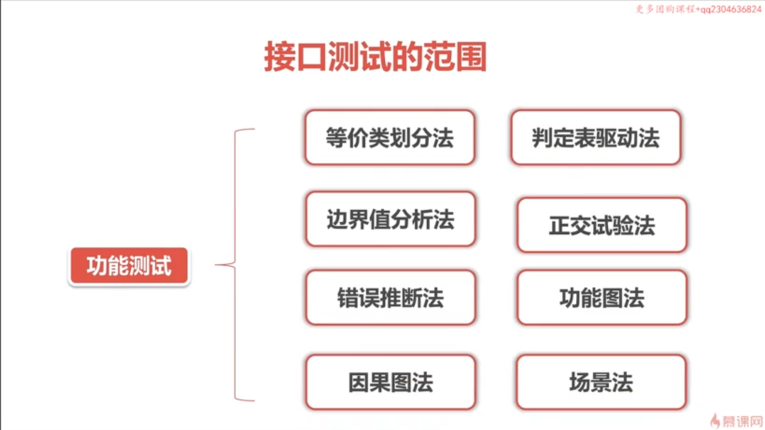 更多团购课程+qq2304636824
接口测试的范围
功能测试
等价类划分法
判定表驱动法
边界值分析法
正交试验法
错误推断法
功能图法
因果图法
场景法
慕课网